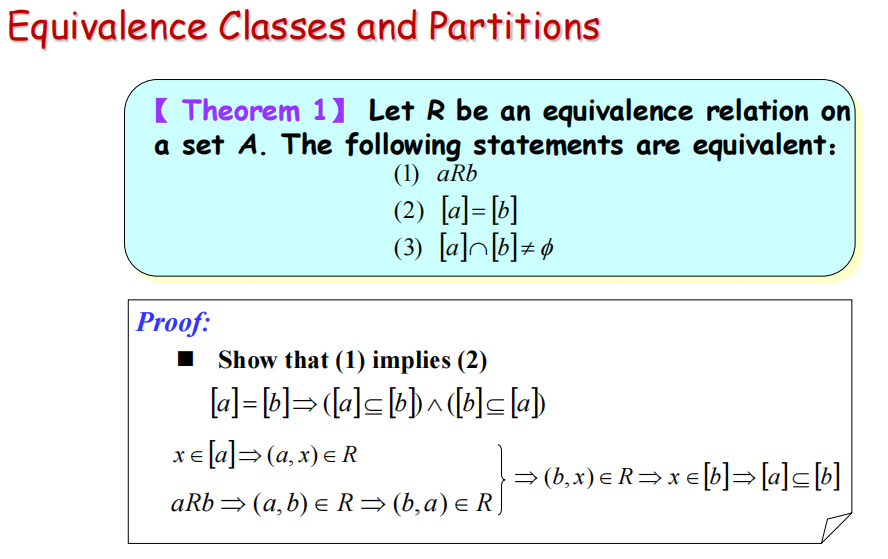 Equivalence Classes and Partitions
【 Theorem 1】 Let R be an equivalence relation on
a set A. The following statements are equivalent：
(1) aRb
(2) [a]=[b]
(3) [a]∩[b]≠ ϕ
Proof:
■ Show that (1) implies (2)
[a]=[b]⇒([a]⊆[b])∧([b]⊆[a])
x∈[a]⇒(a,x)∈R
aRb⇒(a,b)∈R⇒(b,a)∈R
} ⇒(b,x)∈R⇒x∈[b]⇒[a]⊆[b]